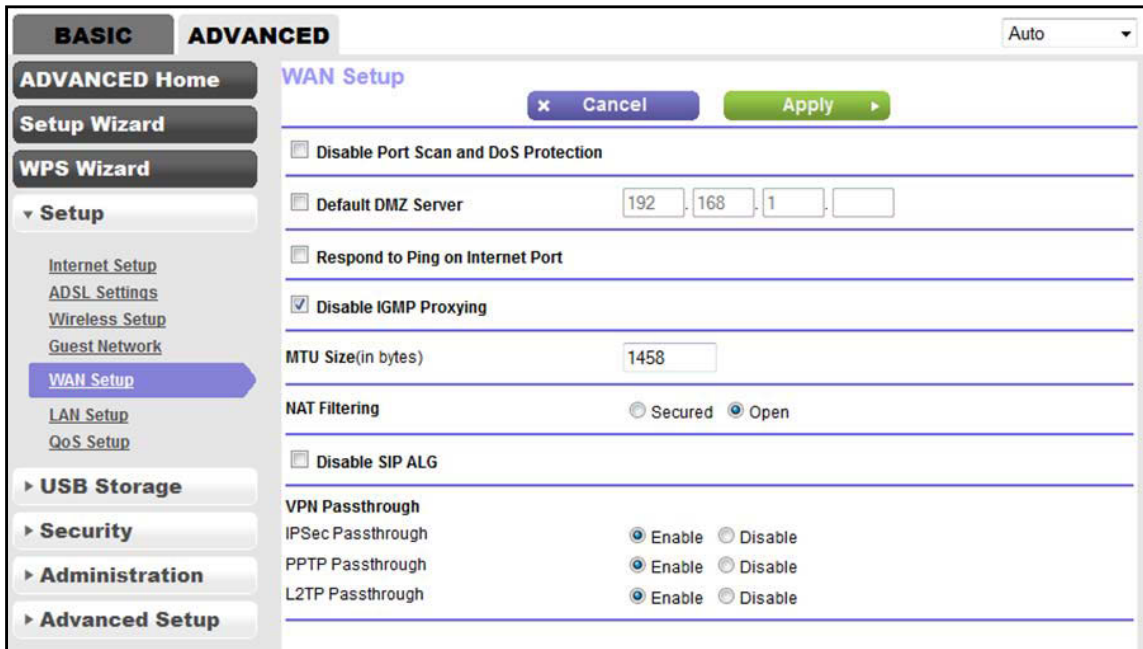 BASIC ADVANCED Auto
ADVANCED Home
Setup Wizard
WPS Wizard
Setup
Internet Setup
ADSL Settings
Wireless Setup
Guest Network
WAN Setup
LAN Setup
QoS Setup
USB Storage
Security
Administration
Advanced Setup
WAN Setup
Cancel Apply
Disable Port Scan and DoS Protection
Default DMZ Server 192 . 168 . 1 .
Respond to Ping on Internet Port
Disable IGMP Proxying
MTU Size(in bytes) 1458
NAT Filtering Secured Open
Disable SIP ALG
VPN Passthrough
IPSec Passthrough Enable Disable
PPTP Passthrough Enable Disable
L2TP Passthrough Enable Disable